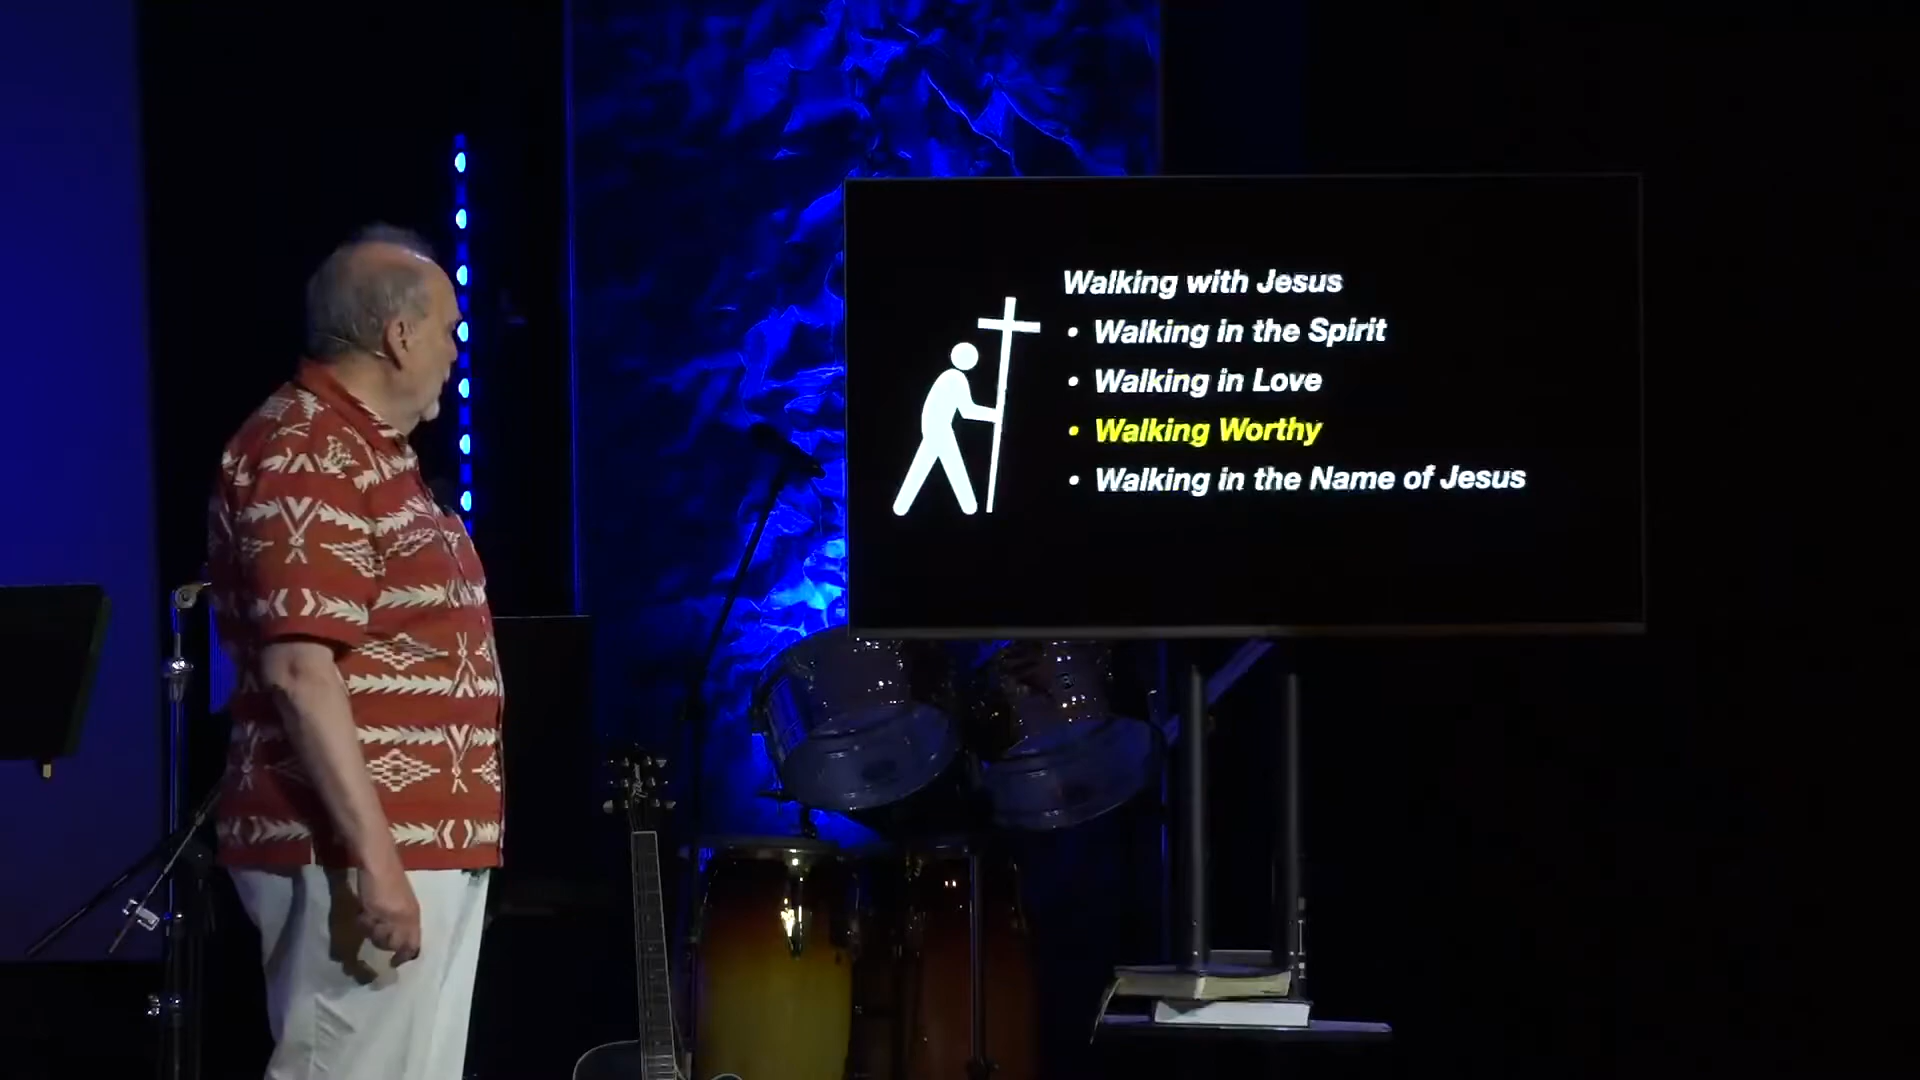 Walking with Jesus
• Walking in the Spirit
• Walking in Love
• Walking Worthy
• Walking in the Name of Jesus